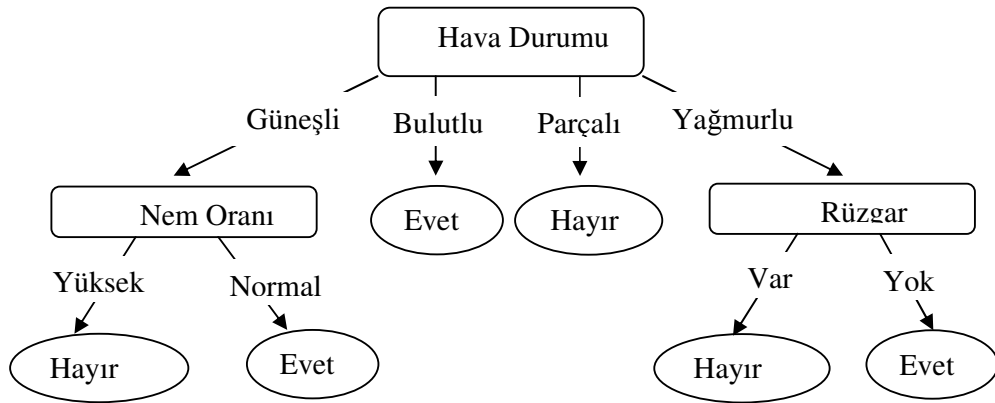 Hava Durumu
Güneşli Bulutlu Parçalı Yağmurlu
Nem Oranı Evet Hayır Rüzgar
Yüksek Normal Var Yok
Hayır Evet Hayır Evet